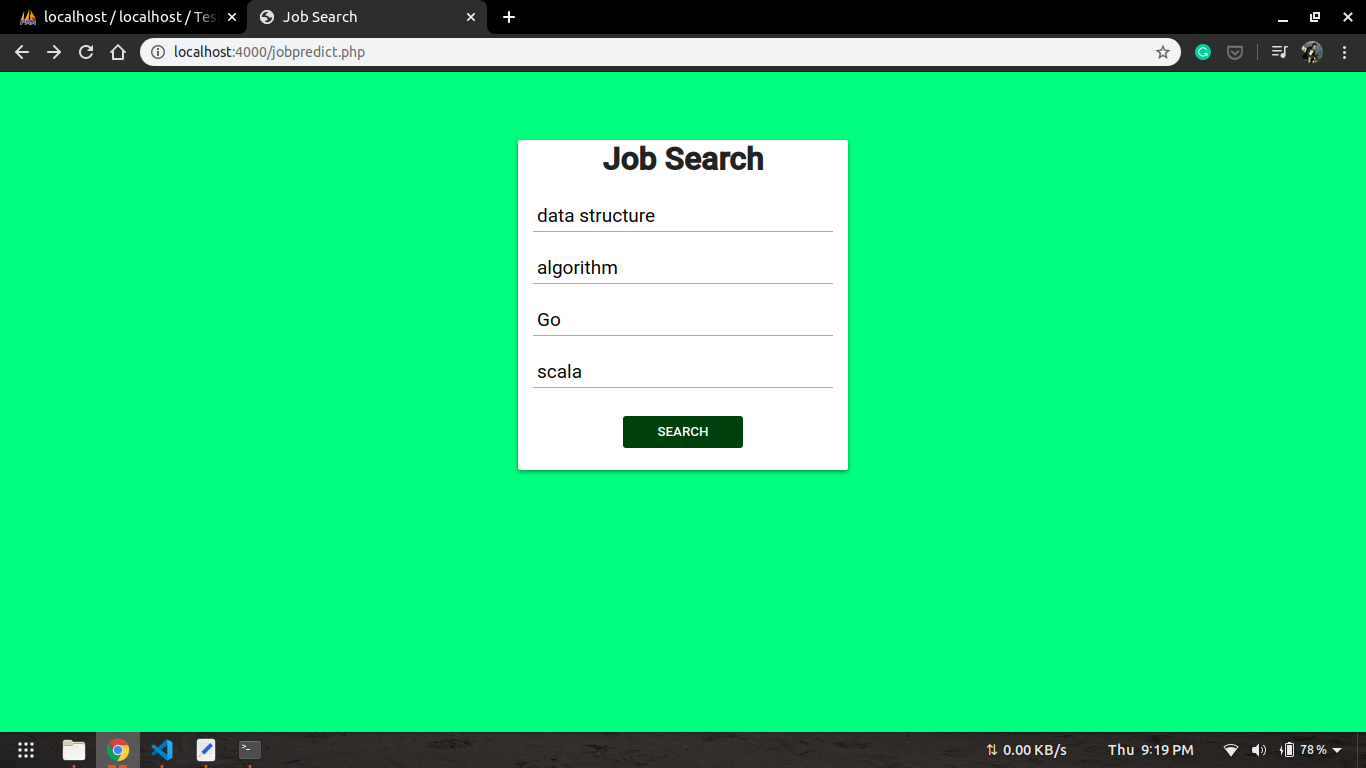 localhost / localhost / Tes
Job Search
localhost:4000/jobpredict.php
Job Search
data structure
algorithm
Go
scala
SEARCH
0.00 KB/s
Thu 9:19 PM
78 %